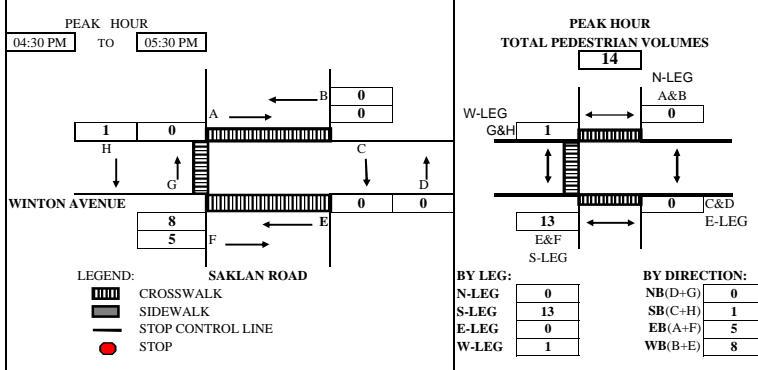 PEAK HOUR
04:30 PM TO 05:30 PM
B 0
A 0
1 0
H C
G D
WINTON AVENUE 0 0
8 E
5 F
LEGEND: SAKLAN ROAD
CROSSWALK
SIDEWALK
STOP CONTROL LINE
STOP
PEAK HOUR
TOTAL PEDESTRIAN VOLUMES
14
N-LEG
A&B
W-LEG 0
G&H 1
0 C&D
13 E-LEG
E&F
S-LEG
BY LEG:
N-LEG 0
S-LEG 13
E-LEG 0
W-LEG 1
BY DIRECTION:
NB(D+G) 0
SB(C+H) 1
EB(A+F) 5
WB(B+E) 8